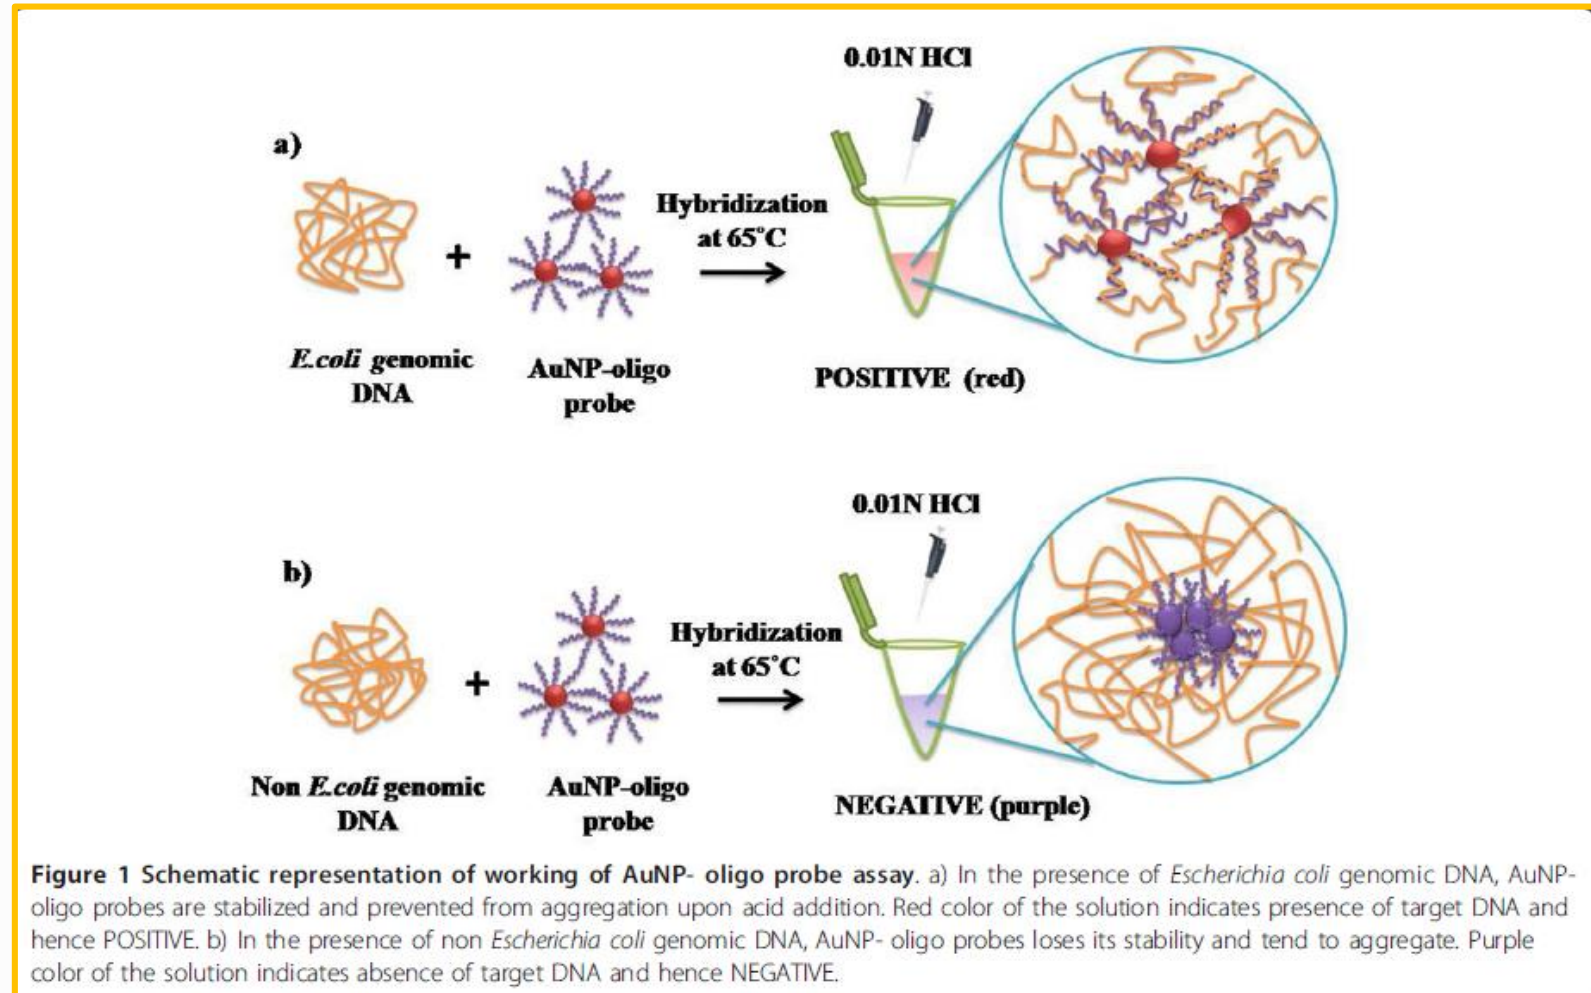 0.01N HCl
a)
Hybridization
at 65°C
+
E.coli genomic
DNA
AuNP-oligo
probe
POSITIVE (red)
0.01N HCl
b)
Hybridization
at 65°C
+
Non E.coli genomic
DNA
AuNP-oligo
probe
NEGATIVE (purple)
Figure 1 Schematic representation of working of AuNP- oligo probe assay. a) In the presence of Escherichia coli genomic DNA, AuNP-
oligo probes are stabilized and prevented from aggregation upon acid addition. Red color of the solution indicates presence of target DNA and
hence POSITIVE. b) In the presence of non Escherichia coli genomic DNA, AuNP- oligo probes loses its stability and tend to aggregate. Purple
color of the solution indicates absence of target DNA and hence NEGATIVE.